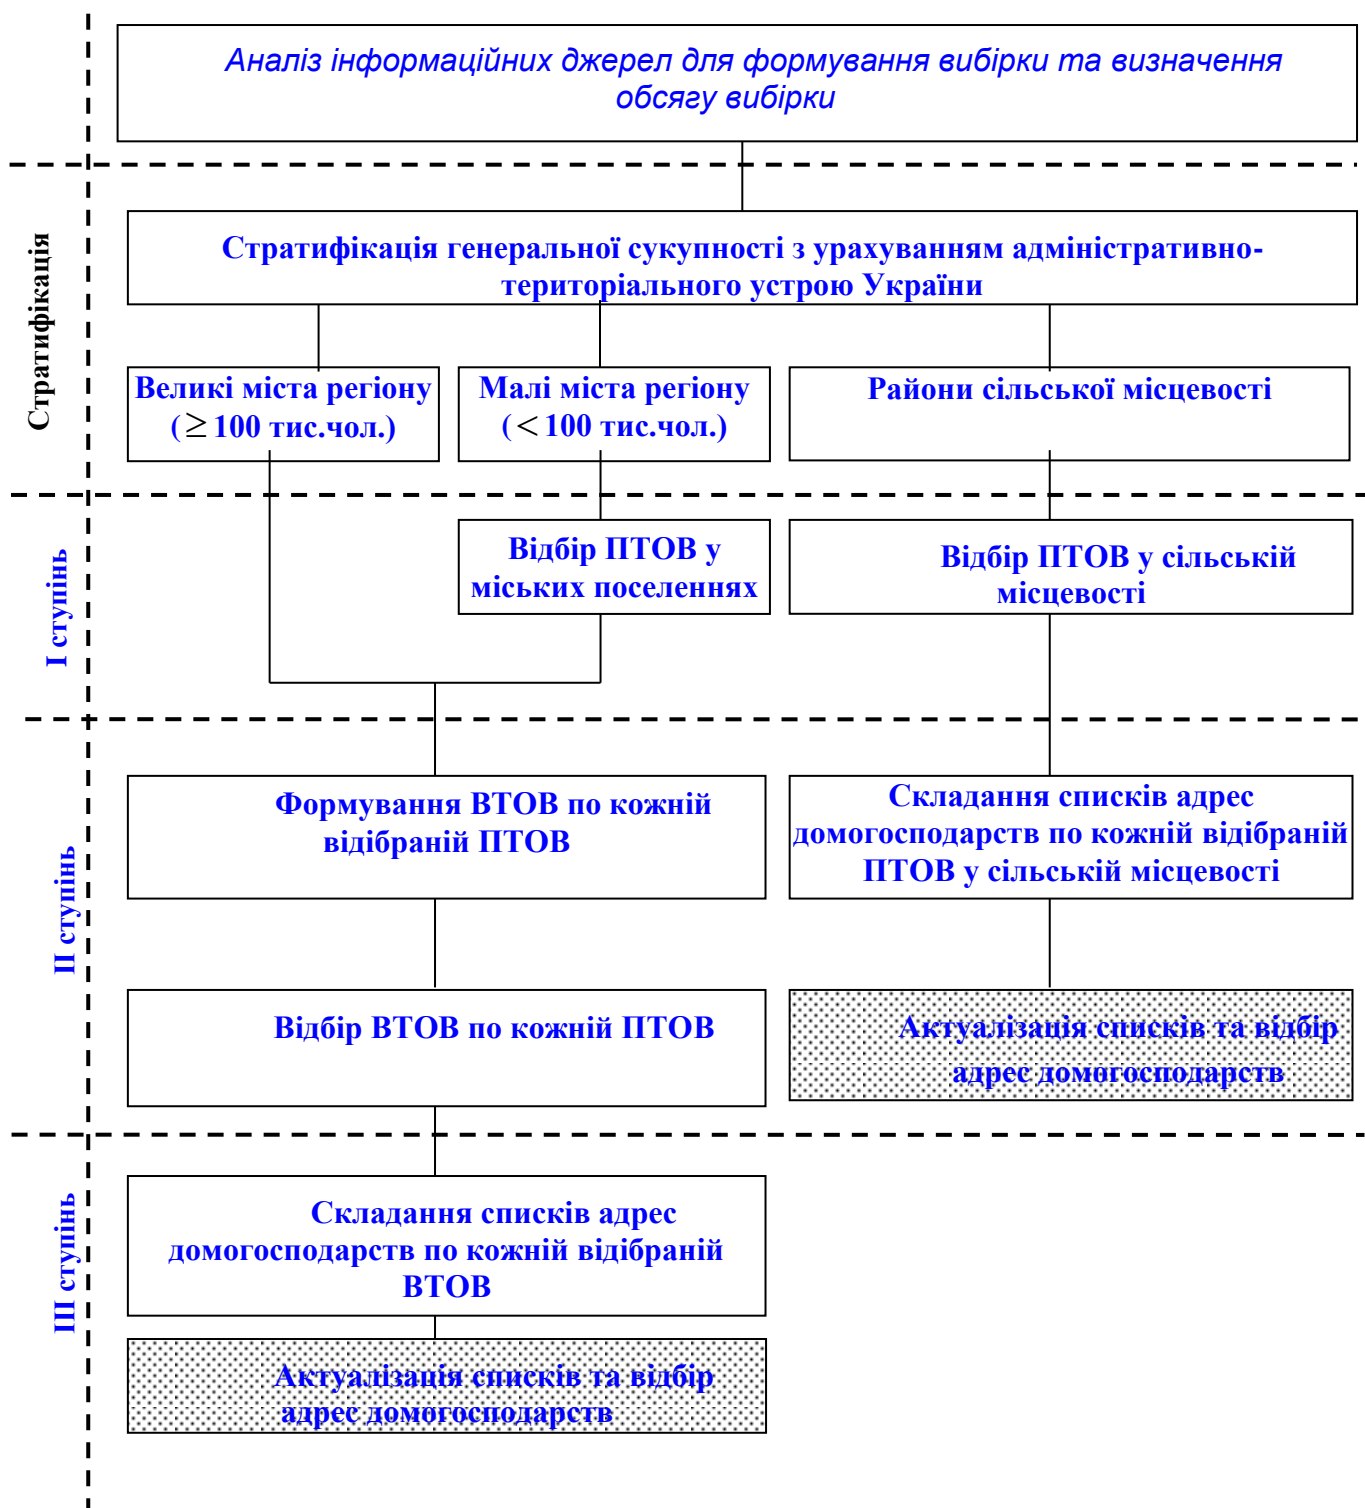 Аналіз інформаційних джерел для формування вибірки та визначення
обсягу вибірки
Стратифікація
Стратифікація генеральної сукупності з урахуванням адміністративно-
територіального устрою України
Великі міста регіону
(≥ 100 тис.чол.)
Малі міста регіону
(< 100 тис.чол.)
Райони сільської місцевості
І ступінь
Відбір ПТОВ у
міських поселеннях
Відбір ПТОВ у сільській
місцевості
ІІ ступінь
Формування ВТОВ по кожній
відібраній ПТОВ
Складання списків адрес
домогосподарств по кожній відібраній
ПТОВ у сільській місцевості
Відбір ВТОВ по кожній ПТОВ
Актуалізація списків та відбір
адрес домогосподарств
ІІІ ступінь
Складання списків адрес
домогосподарств по кожній відібраній
ВТОВ
Актуалізація списків та відбір
адрес домогосподарств